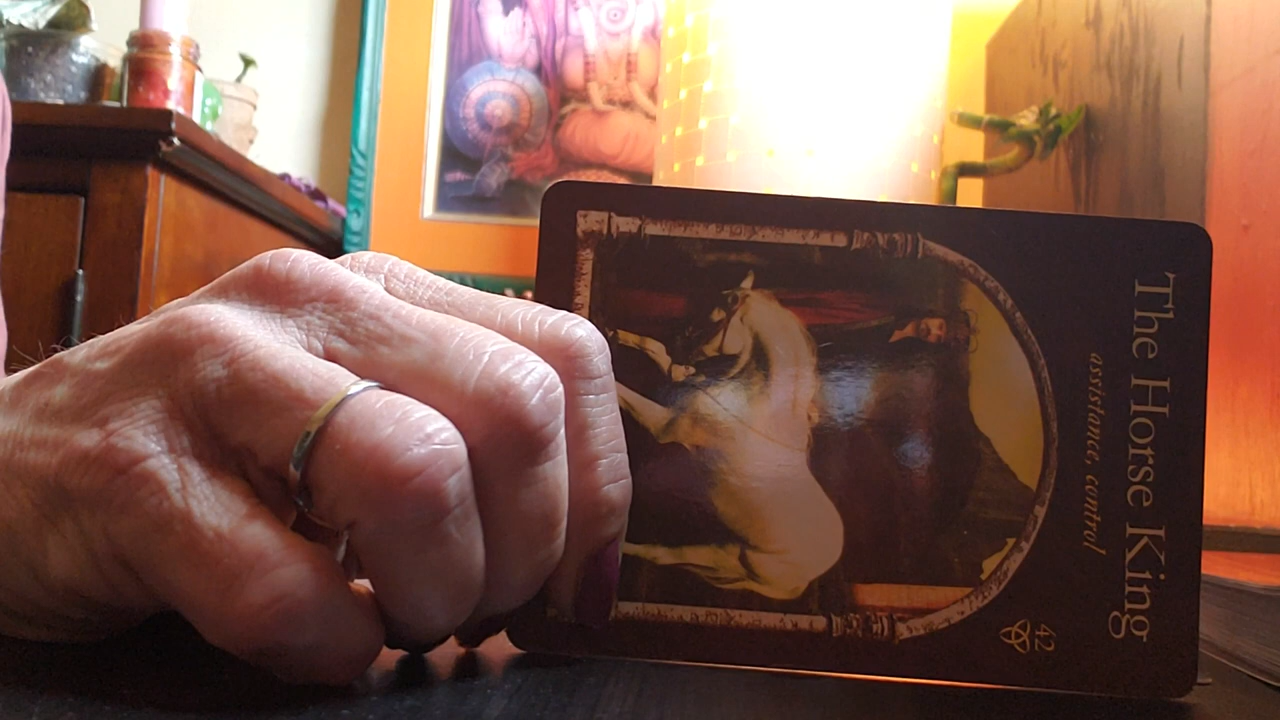 The Horse King
assistance, control
42